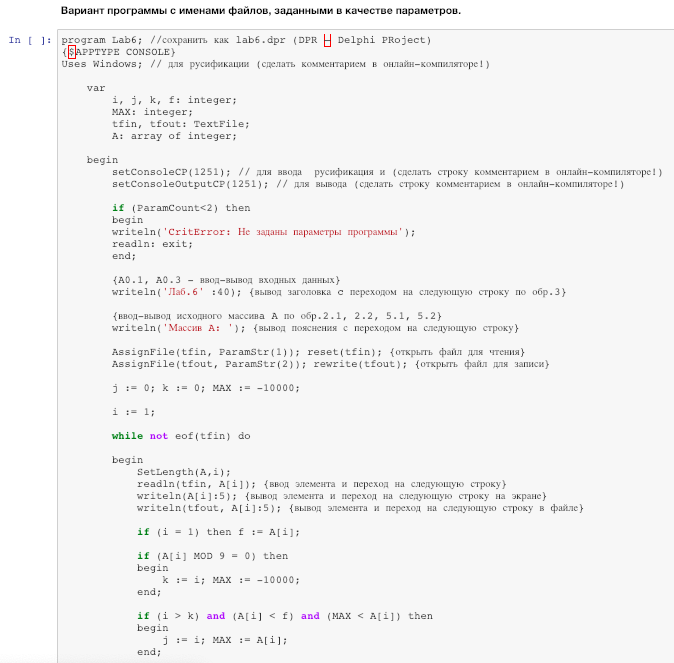 Вариант программы с именами файлов, заданными в качестве параметров.
In [ ]: program Lab6; //сохранить как lab6.dpr (DPR – Delphi PRoject)
{$APPTYPE CONSOLE}
Uses Windows; // для русификации (сделать комментарием в онлайн-компиляторе!)
var
i, j, k, f: integer;
MAX: integer;
tfin, tfout: TextFile;
A: array of integer;
begin
setConsoleCP(1251); // для ввода русификация и (сделать строку комментарием в онлайн-компиляторе!)
setConsoleOutputCP(1251); // для вывода (сделать строку комментарием в онлайн-компиляторе!)
if (ParamCount<2) then
begin
writeln('CritError: Не заданы параметры программы');
readln: exit;
end;
{A0.1, A0.3 - ввод-вывод входных данных}
writeln('Лаб.6' :40); {вывод заголовка с переходом на следующую строку по обр.3}
{ввод-вывод исходного массива A по обр.2.1, 2.2, 5.1, 5.2}
writeln('Массив A: '); {вывод пояснения с переходом на следующую строку}
AssignFile(tfin, ParamStr(1)); reset(tfin); {открыть файл для чтения}
AssignFile(tfout, ParamStr(2)); rewrite(tfout); {открыть файл для записи}
j := 0; k := 0; MAX := -10000;
i := 1;
while not eof(tfin) do
begin
SetLength(A,i);
readln(tfin, A[i]); {ввод элемента и переход на следующую строку}
writeln(A[i]:5); {вывод элемента и переход на следующую строку на экране}
writeln(tfout, A[i]:5); {вывод элемента и переход на следующую строку в файле}
if (i = 1) then f := A[i];
if (A[i] MOD 9 = 0) then
begin
k := i; MAX := -10000;
end;
if (i > k) and (A[i] < f) and (MAX < A[i]) then
begin
j := i; MAX := A[i];
end;